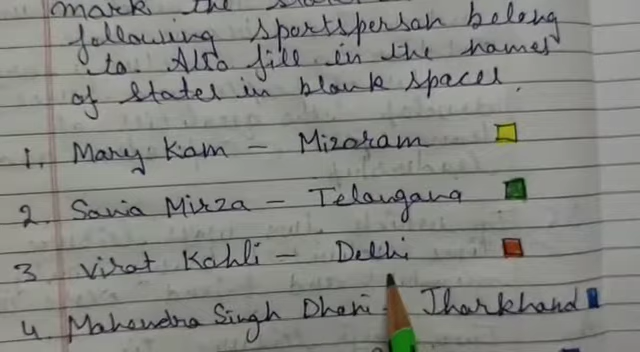 mark the
following sportsperson belong
to. Also fill in the names
of states in blank spaces.
1. Mary Kom - Mizoram
2. Sania Mirza - Telangana
3 Virat Kohli - Delhi
4. Mahendra Singh Dhoni - Jharkhand